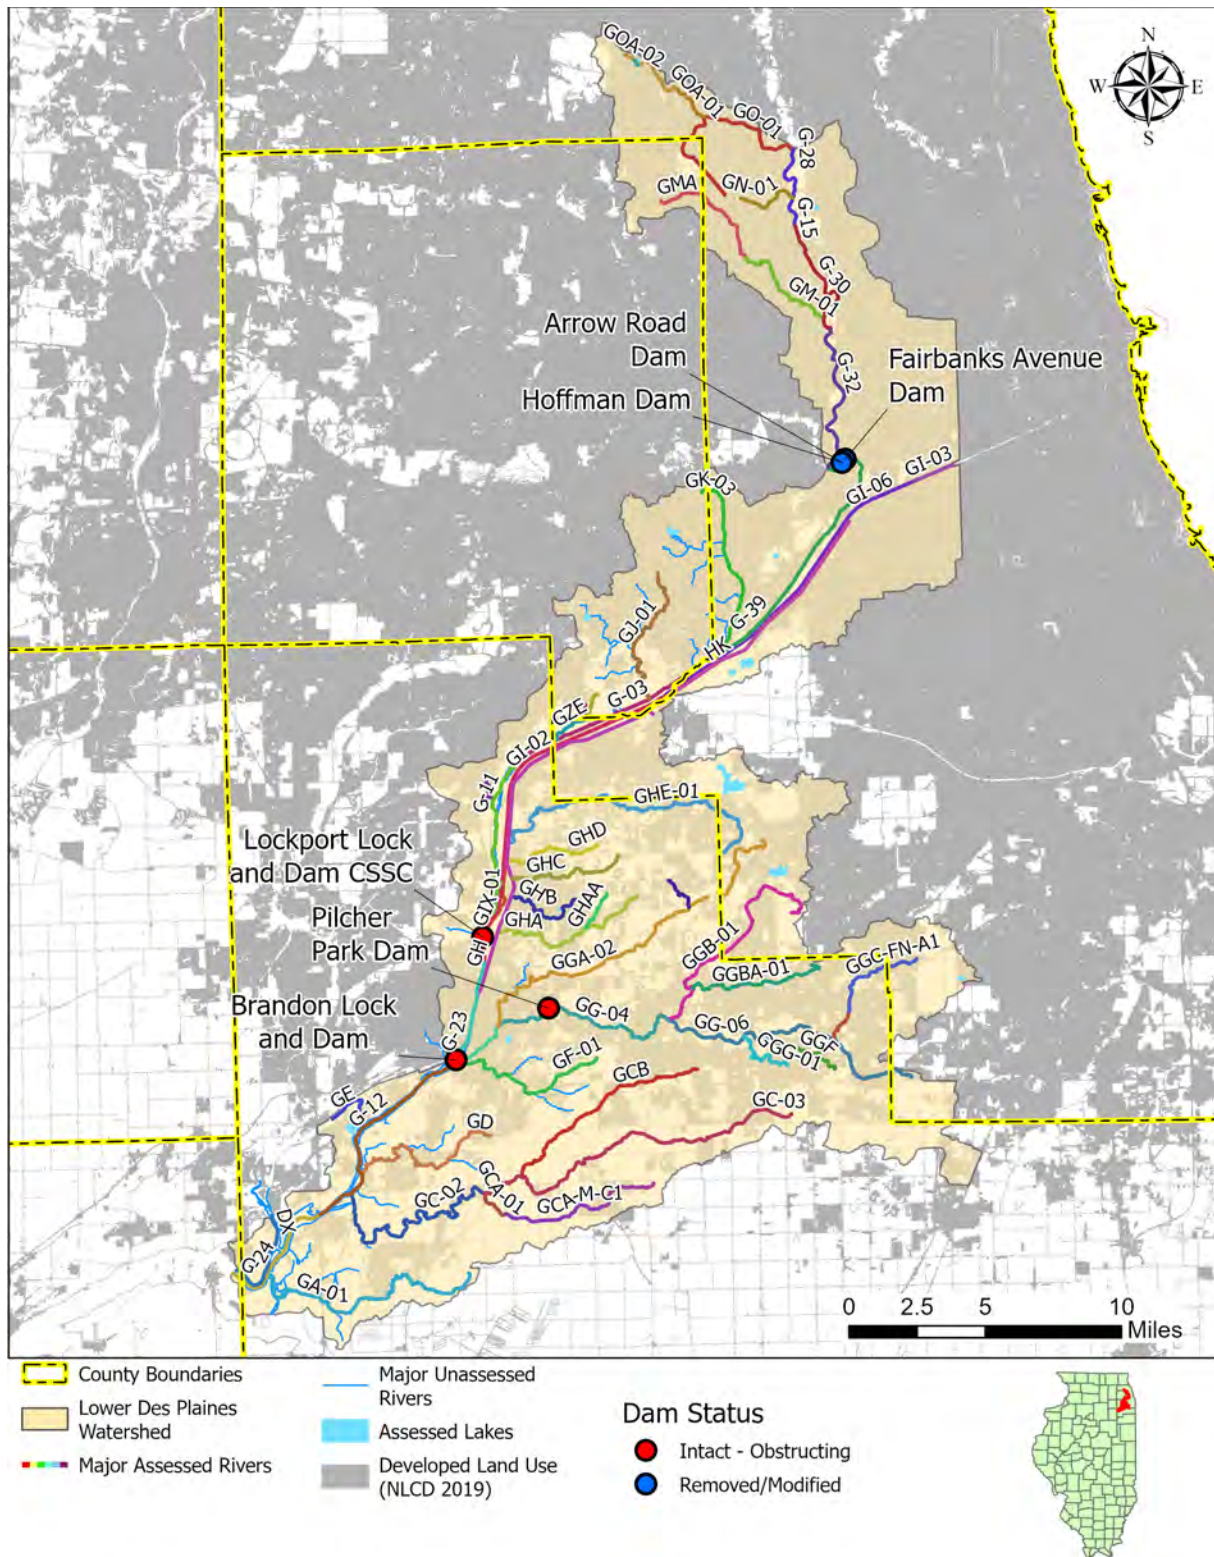 N
W E
S
GOA-02
GOA-01
GO-01
G-28
GMA
GN-01
G-15
G-30
GM-01
Arrow Road
Dam
Hoffman Dam
Fairbanks Avenue
Dam
G-32
GK-03
GI-06
GI-03
GJ-01
G-39
HK
G-03
GZE
GI-02
G-11
GHE-01
Lockport Lock
and Dam CSSC
GHD
GHC
GHB
GHAA
GHA
GIX-01
GH
Pilcher
Park Dam
GGA-02
GGB-01
GGBA-01
GGC-FN-A1
Brandon Lock
and Dam
G-23
GG-04
GG-06
GGF
GGG-01
GF-01
GCB
GE
G-12
GD
GC-03
GCA-01
GC-02
GCA-M-C1
DX
G-24
GA-01
0 2.5 5 10
Miles
County Boundaries
Lower Des Plaines
Watershed
Major Assessed Rivers
Major Unassessed
Rivers
Assessed Lakes
Developed Land Use
(NLCD 2019)
Dam Status
Intact - Obstructing
Removed/Modified